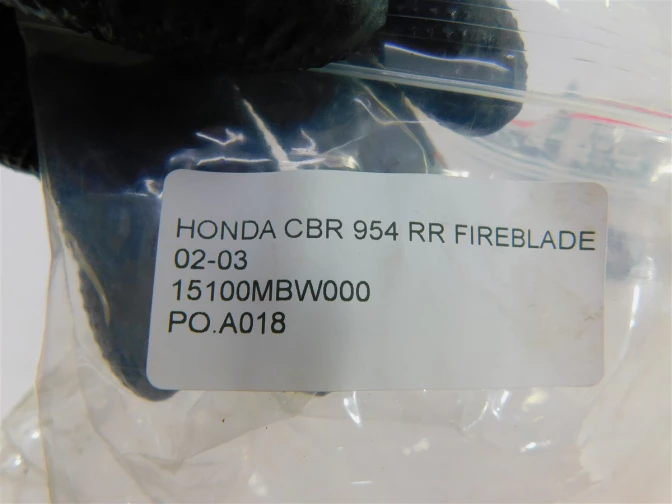 HONDA CBR 954 RR FIREBLADE
02-03
15100MBW000
PO.A018